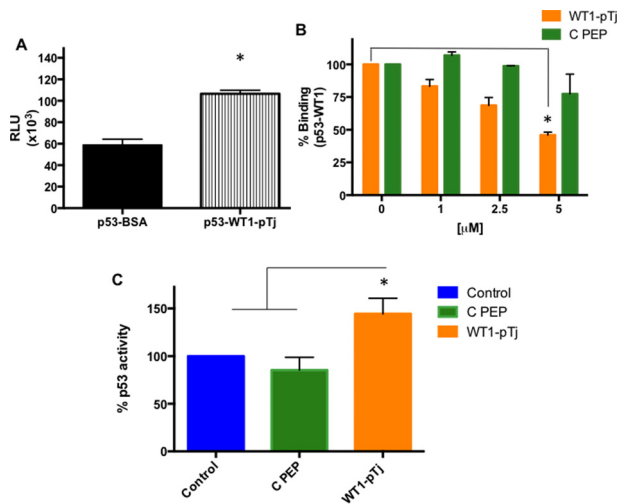 A
*
RLU
(x10³)
140
120
100
80
60
40
20
0
p53-BSA
p53-WT1-pTj
B
WT1-pTj
C PEP
% Binding
(p53-WT1)
100
75
50
25
0
*
0
1
2.5
5
[µM]
C
Control
C PEP
WT1-pTj
% p53 activity
150
100
50
0
*
Control
C PEP
WT1-pTj